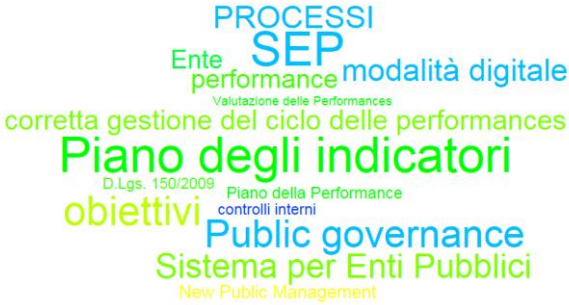 PROCESSI
SEP
Ente
performance
modalità digitale
Valutazione delle Performances
corretta gestione del ciclo delle performances
Piano degli indicatori
D.Lgs. 150/2009
Piano della Performance
obiettivi
controlli interni
Public governance
Sistema per Enti Pubblici
New Public Management